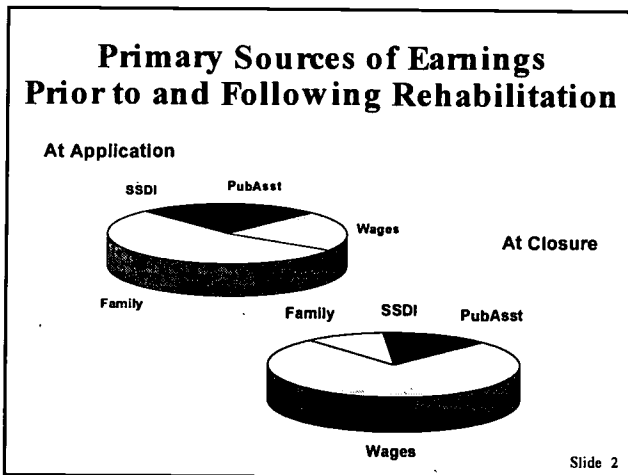 Primary Sources of Earnings
Prior to and Following Rehabilitation
At Application
SSDI
PubAsst
Wages
Family
At Closure
Family
SSDI
PubAsst
Wages
Slide 2